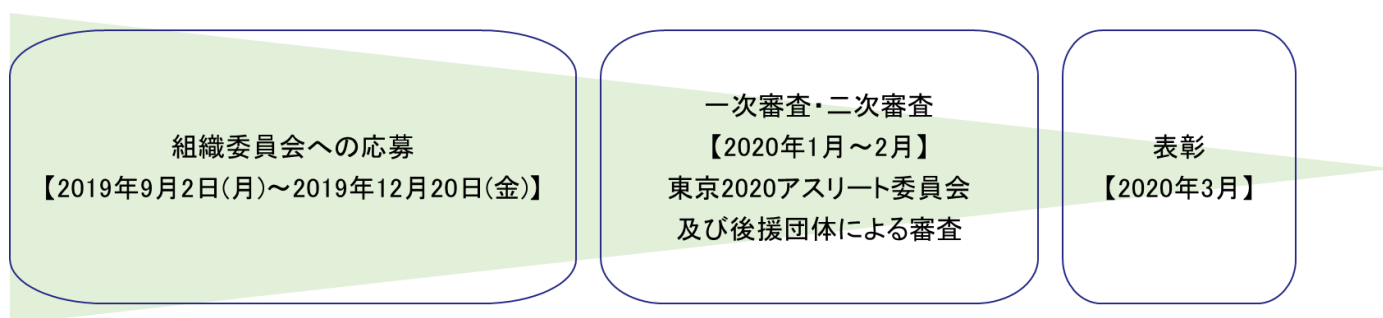 組織委員会への応募
【2019年9月2日(月)～2019年12月20日(金)】
一次審査・二次審査
【2020年1月～2月】
東京2020アスリート委員会
及び後援団体による審査
表彰
【2020年3月】